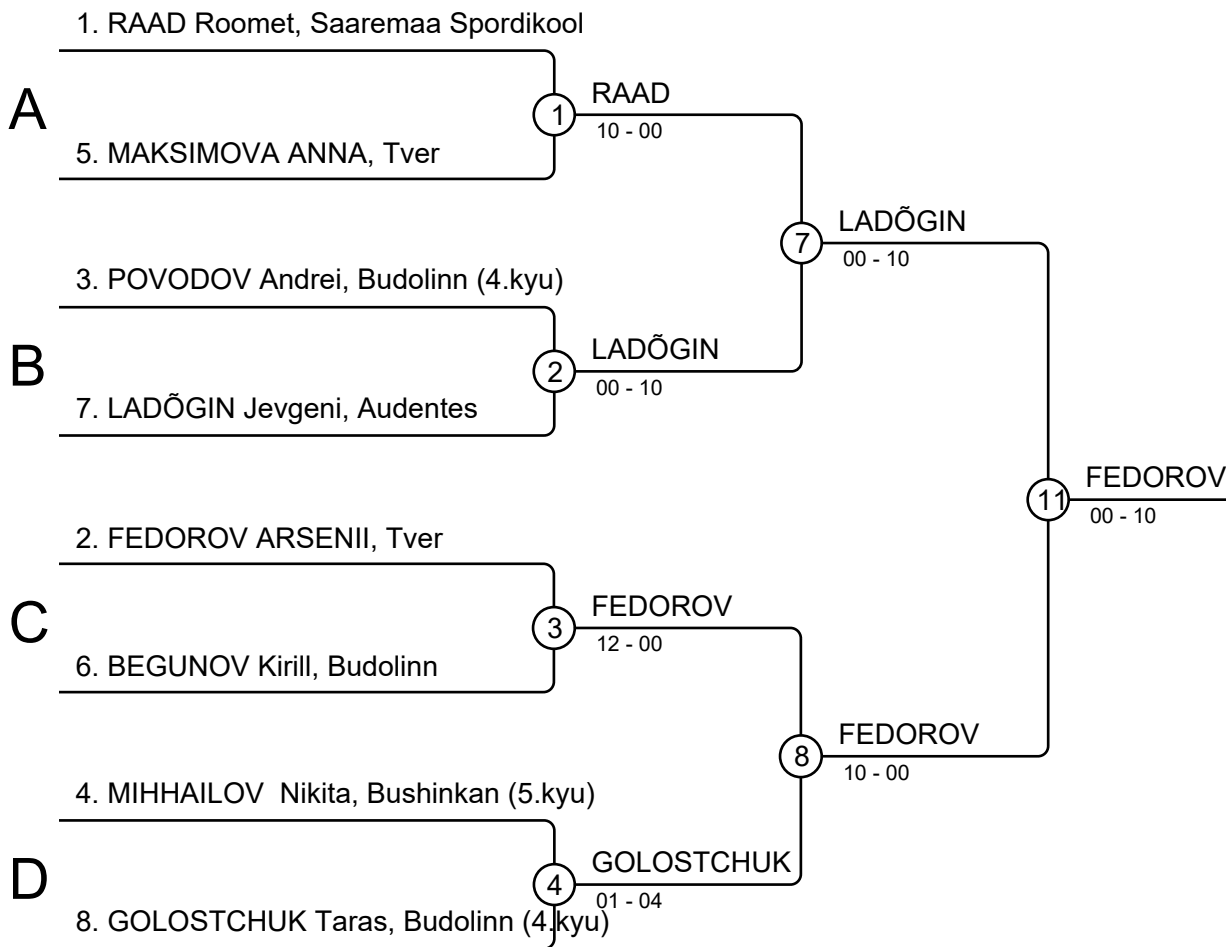 1. RAAD Roomet, Saaremaa Spordikool
A
1
RAAD
10 - 00
5. MAKSIMOVA ANNA, Tver
7
LADÕGIN
00 - 10
3. POVODOV Andrei, Budolinn (4.kyu)
B
2
LADÕGIN
00 - 10
7. LADÕGIN Jevgeni, Audentes
11
FEDOROV
00 - 10
2. FEDOROV ARSENII, Tver
C
3
FEDOROV
12 - 00
6. BEGUNOV Kirill, Budolinn
8
FEDOROV
10 - 00
4. MIHHAILOV  Nikita, Bushinkan (5.kyu)
D
4
GOLOSTCHUK
01 - 04
8. GOLOSTCHUK Taras, Budolinn (4.kyu)